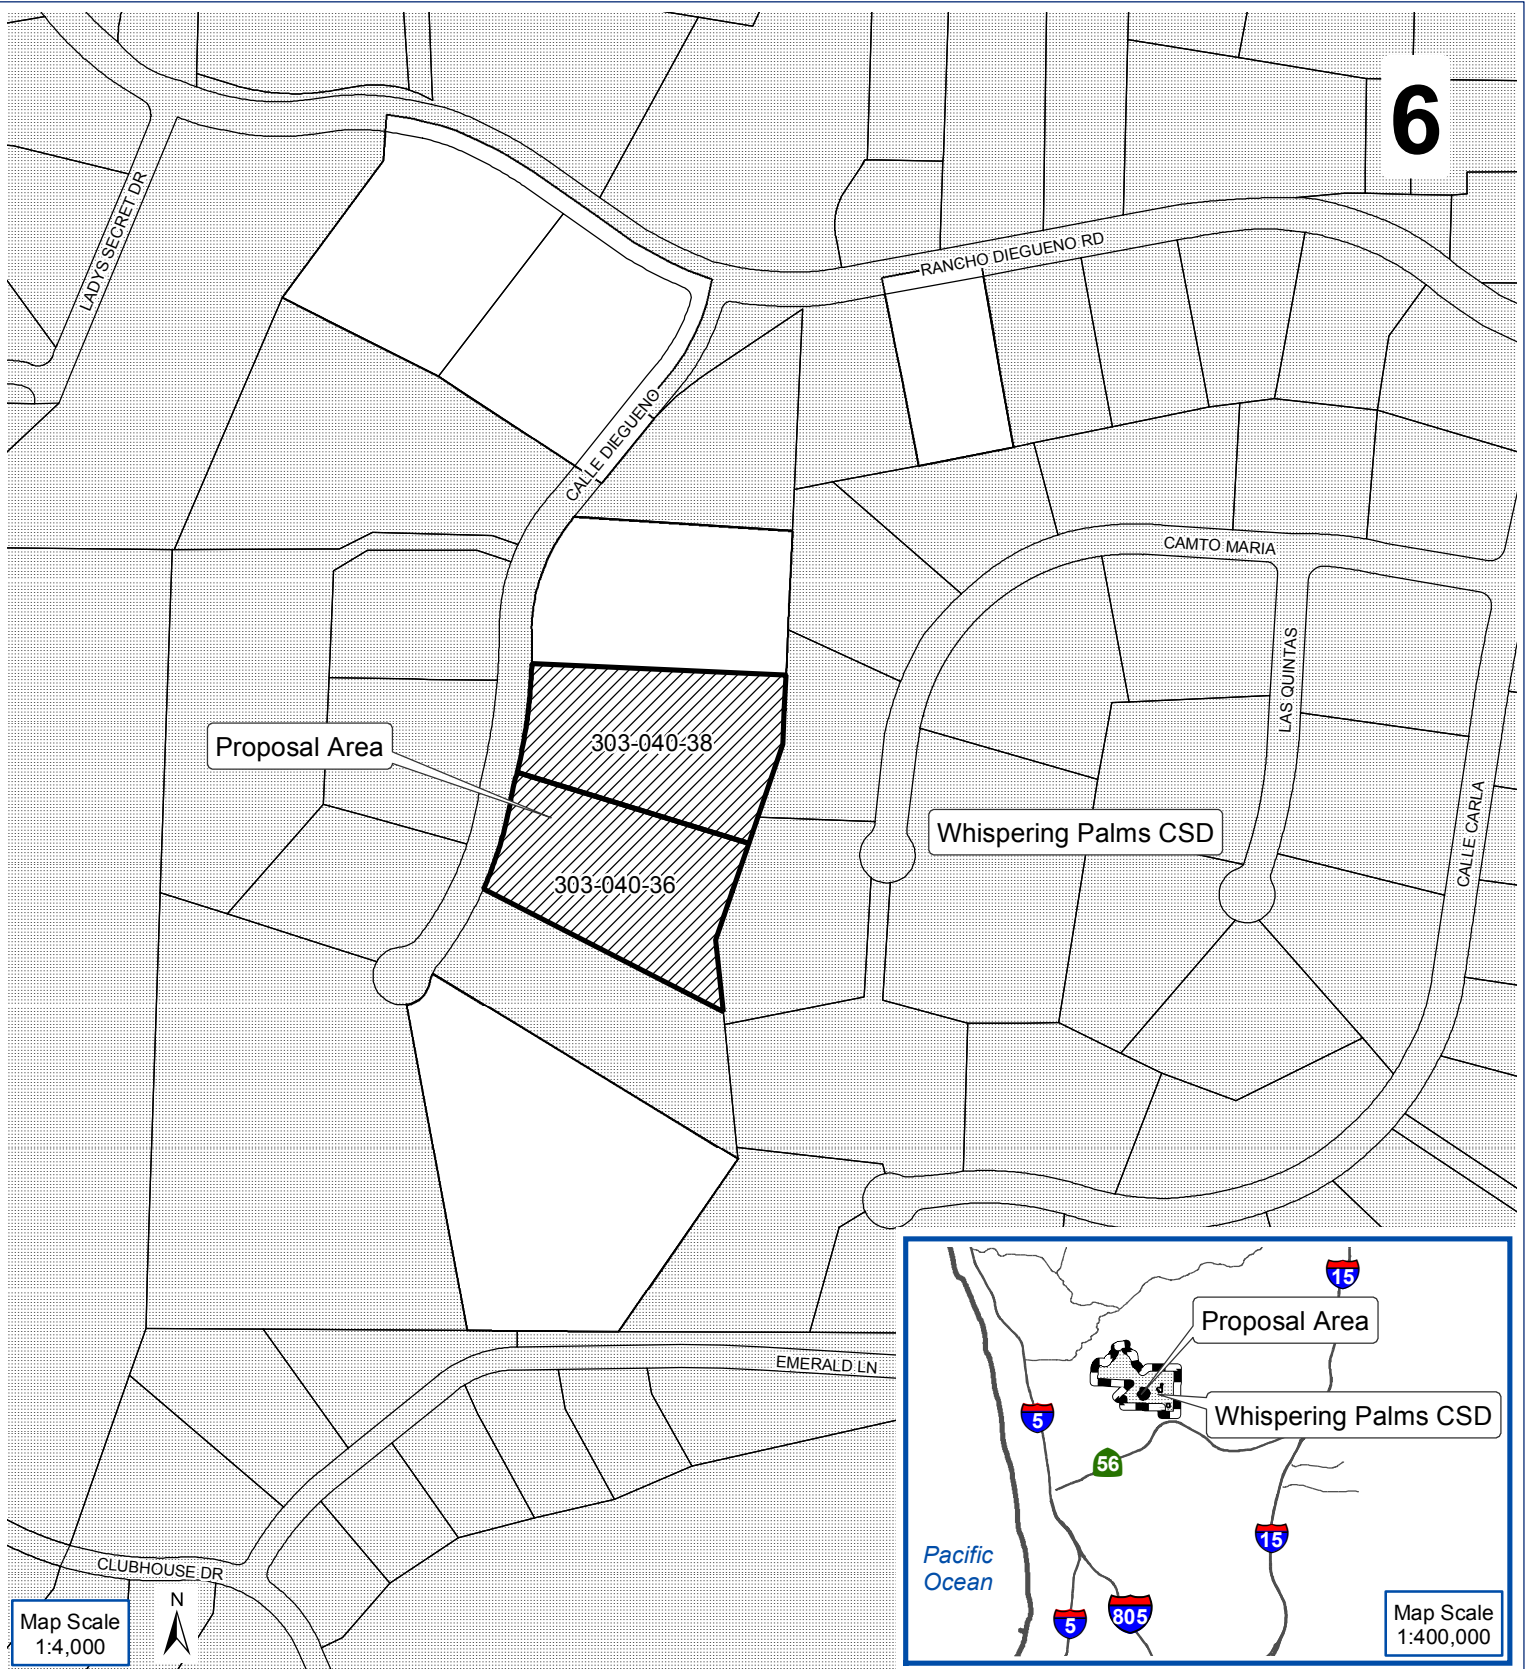 6
LADYS SECRET DR
RANCHO DIEGUENO RD
CALLE DIEGUENO
CAMTO MARIA
LAS QUINTAS
303-040-38
Proposal Area
CALLE CARLA
Whispering Palms CSD
303-040-36
15
Proposal Area
EMERALD LN
5
Whispering Palms CSD
56
15
Pacific
Ocean
CLUBHOUSE DR
N
Map Scale
1:4,000
5
805
Map Scale
1:400,000